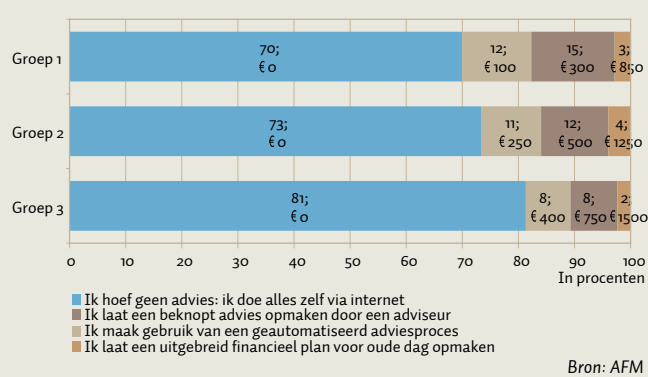 Groep 1
70;
€ 0
12;
€ 100
15;
€ 300
3;
€ 850
Groep 2
73;
€ 0
11;
€ 250
12;
€ 500
4;
€ 1250
Groep 3
81;
€ 0
8;
€ 400
8;
€ 750
2;
€ 1500
0 10 20 30 40 50 60 70 80 90 100
In procenten
Ik hoef geen advies: ik doe alles zelf via internet
Ik laat een beknopt advies opmaken door een adviseur
Ik maak gebruik van een geautomatiseerd adviesproces
Ik laat een uitgebreid financieel plan voor oude dag opmaken
Bron: AFM